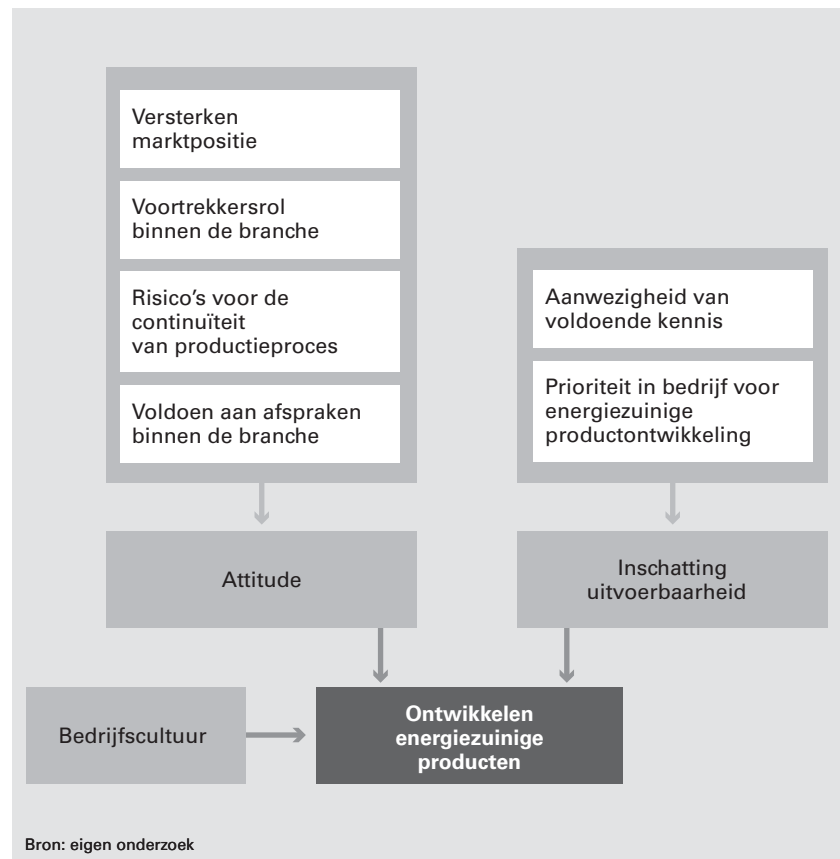 Versterken
marktpositie
Voortrekkersrol
binnen de branche
Risico's voor de
continuïteit
van productieproces
Voldoen aan afspraken
binnen de branche
Aanwezigheid van
voldoende kennis
Prioriteit in bedrijf voor
energiezuinige
productontwikkeling
Attitude
Inschatting
uitvoerbaarheid
Bedrijfscultuur
Ontwikkelen
energiezuinige
producten
Bron: eigen onderzoek